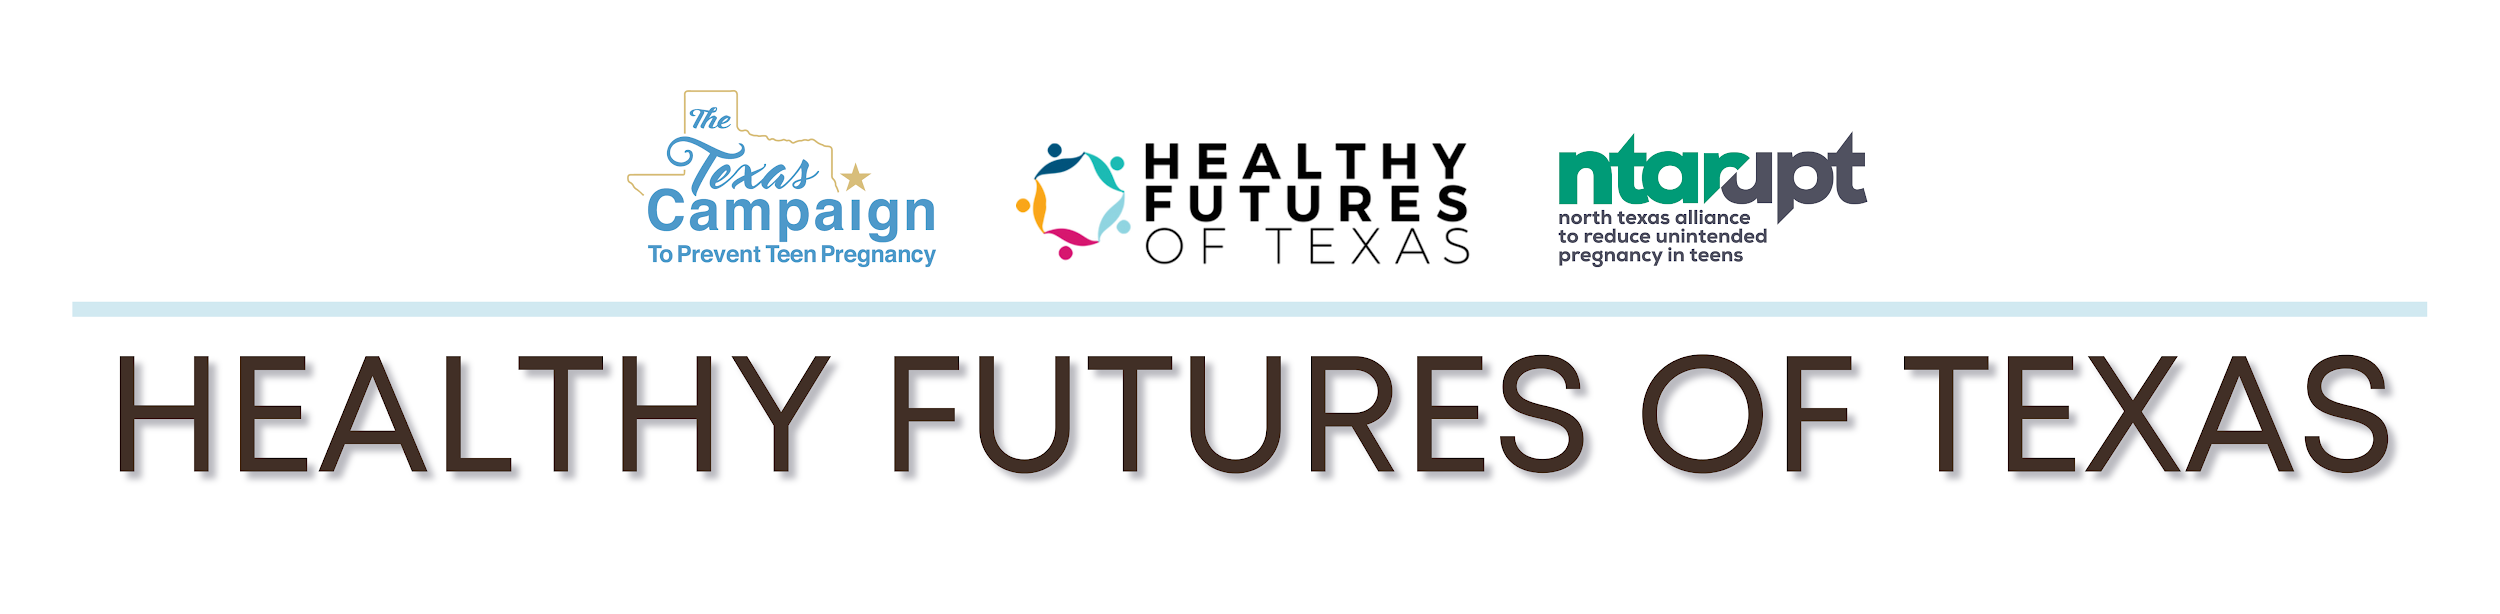 The
Texas
Campaign
To Prevent Teen Pregnancy
HEALTHY
FUTURES
OF TEXAS
ntarupt
north texas alliance
to reduce unintended
pregnancy in teens
HEALTHY FUTURES OF TEXAS